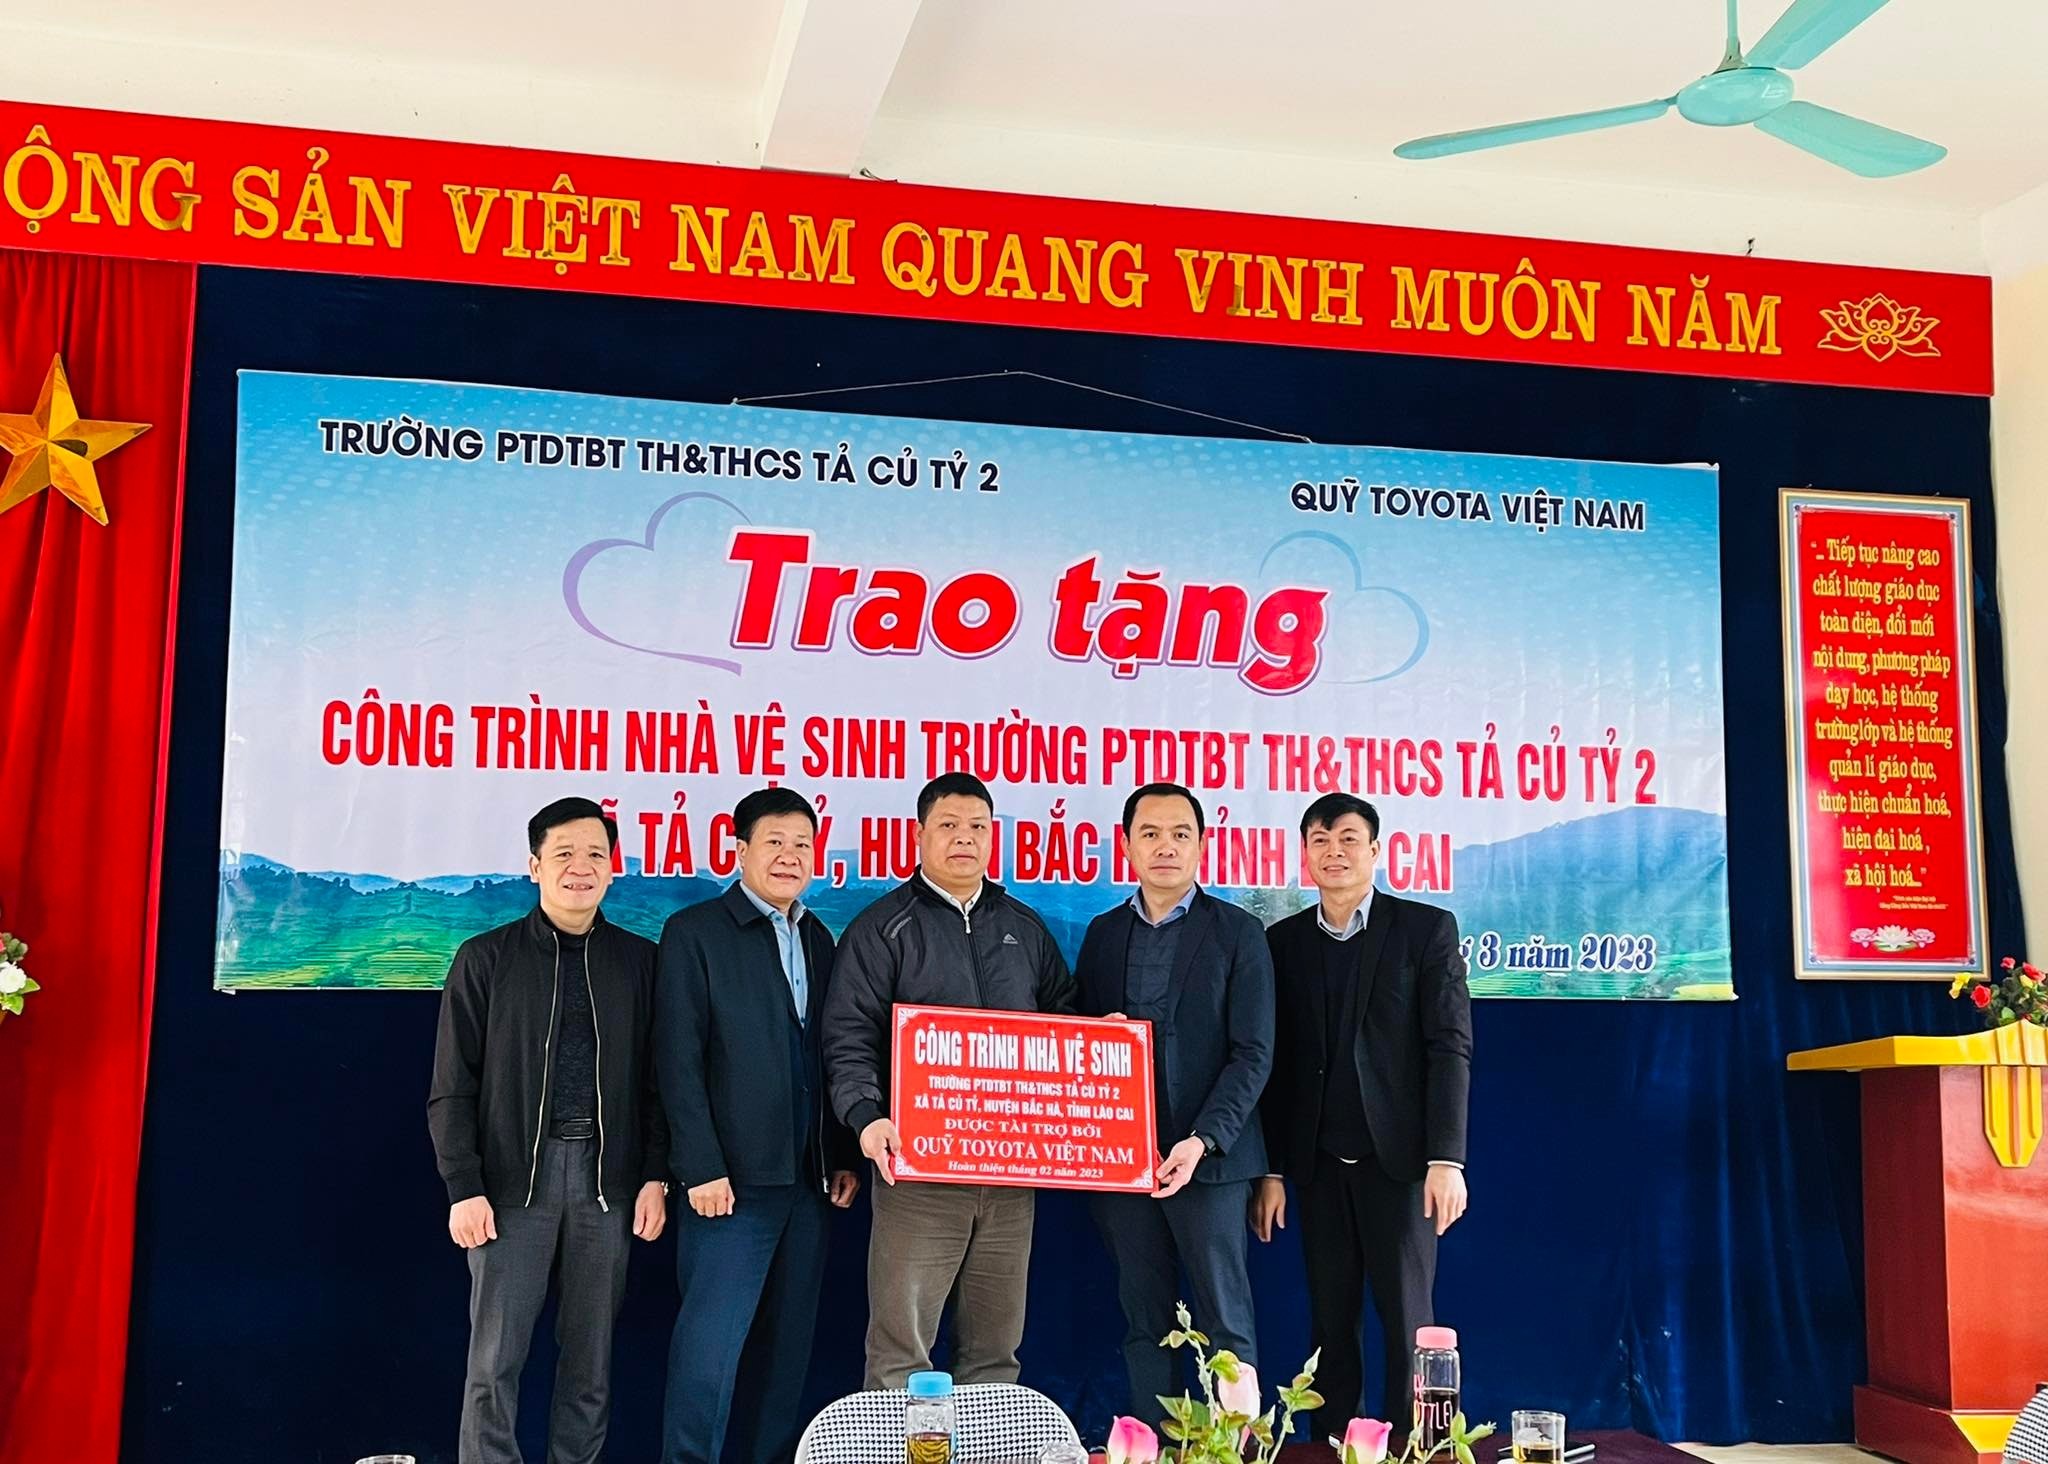 ỘNG SẢN VIỆT NAM QUANG VINH MUÔN NĂM
TRƯỜNG PTDTBT TH&THCS TẢ CỦ TỶ 2
QUỸ TOYOTA VIỆT NAM
Trao tặng
CÔNG TRÌNH NHÀ VỆ SINH TRƯỜNG PTDTBT TH&THCS TẢ CỦ TỶ 2
TẢ C Ỷ, HU N BẮC H TỈNH L CAI
3 năm 2023
"... Tiếp tục nâng cao
chất lượng giáo dục
toàn diện, đổi mới
nội dung, phương pháp
dạy học, hệ thống
trường lớp và hệ thống
quản lí giáo dục,
thực hiện chuẩn hoá,
hiện đại hoá,
xã hội hoá..."
CÔNG TRÌNH NHÀ VỆ SINH
TRƯỜNG PTDTBT TH&THCS TẢ CỦ TỶ 2
XÃ TẢ CỦ TỶ, HUYỆN BẮC HÀ, TỈNH LÀO CAI
ĐƯỢC TÀI TRỢ BỞI
QUỸ TOYOTA VIỆT NAM
Hoàn thiện tháng 02 năm 2023